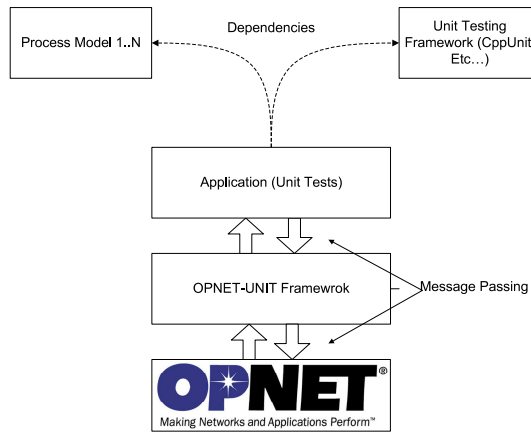 Dependencies
Process Model 1..N
Unit Testing
Framework (CppUnit
Etc…)
Application (Unit Tests)
OPNET-UNIT Framewrok
Message Passing
OPNET®
Making Networks and Applications Perform™